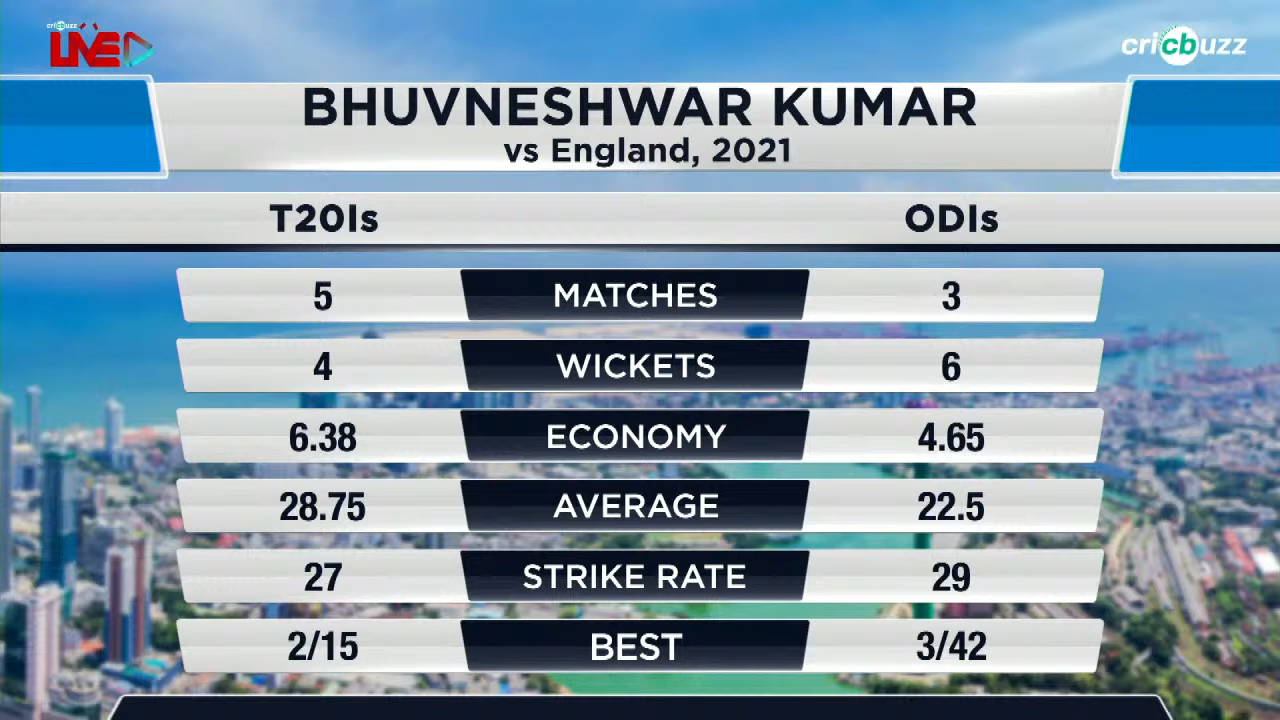 cricbuzz
LIVE
cricbuzz
BHUVNESHWAR KUMAR
vs England, 2021
T20Is ODIs
5 MATCHES 3
4 WICKETS 6
6.38 ECONOMY 4.65
28.75 AVERAGE 22.5
27 STRIKE RATE 29
2/15 BEST 3/42